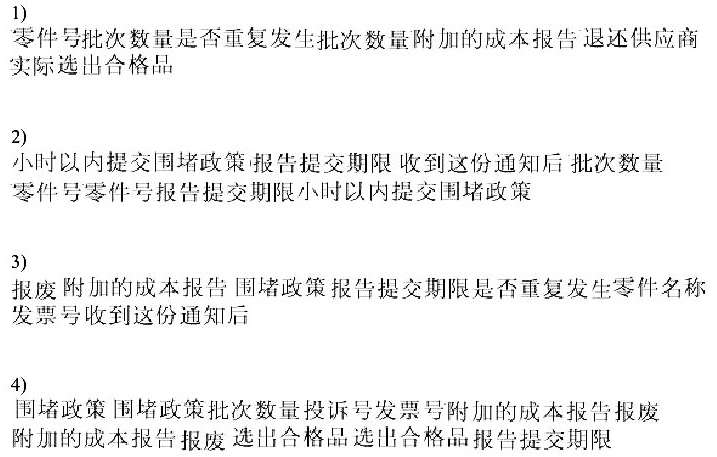 1)
零件号批次数量是否重复发生批次数量附加的成本报告 退还供应商
实际选出合格品
2)
小时以内提交围堵政策 报告提交期限 收到这份通知后 批次数量
零件号零件号报告提交期限小时以内提交围堵政策
3)
报废 附加的成本报告 围堵政策 报告提交期限是否重复发生零件名称
发票号收到这份通知后
4)
围堵政策 围堵政策批次数量投诉号发票号附加的成本报告报废
附加的成本报告报废 选出合格品 选出合格品 报告提交期限